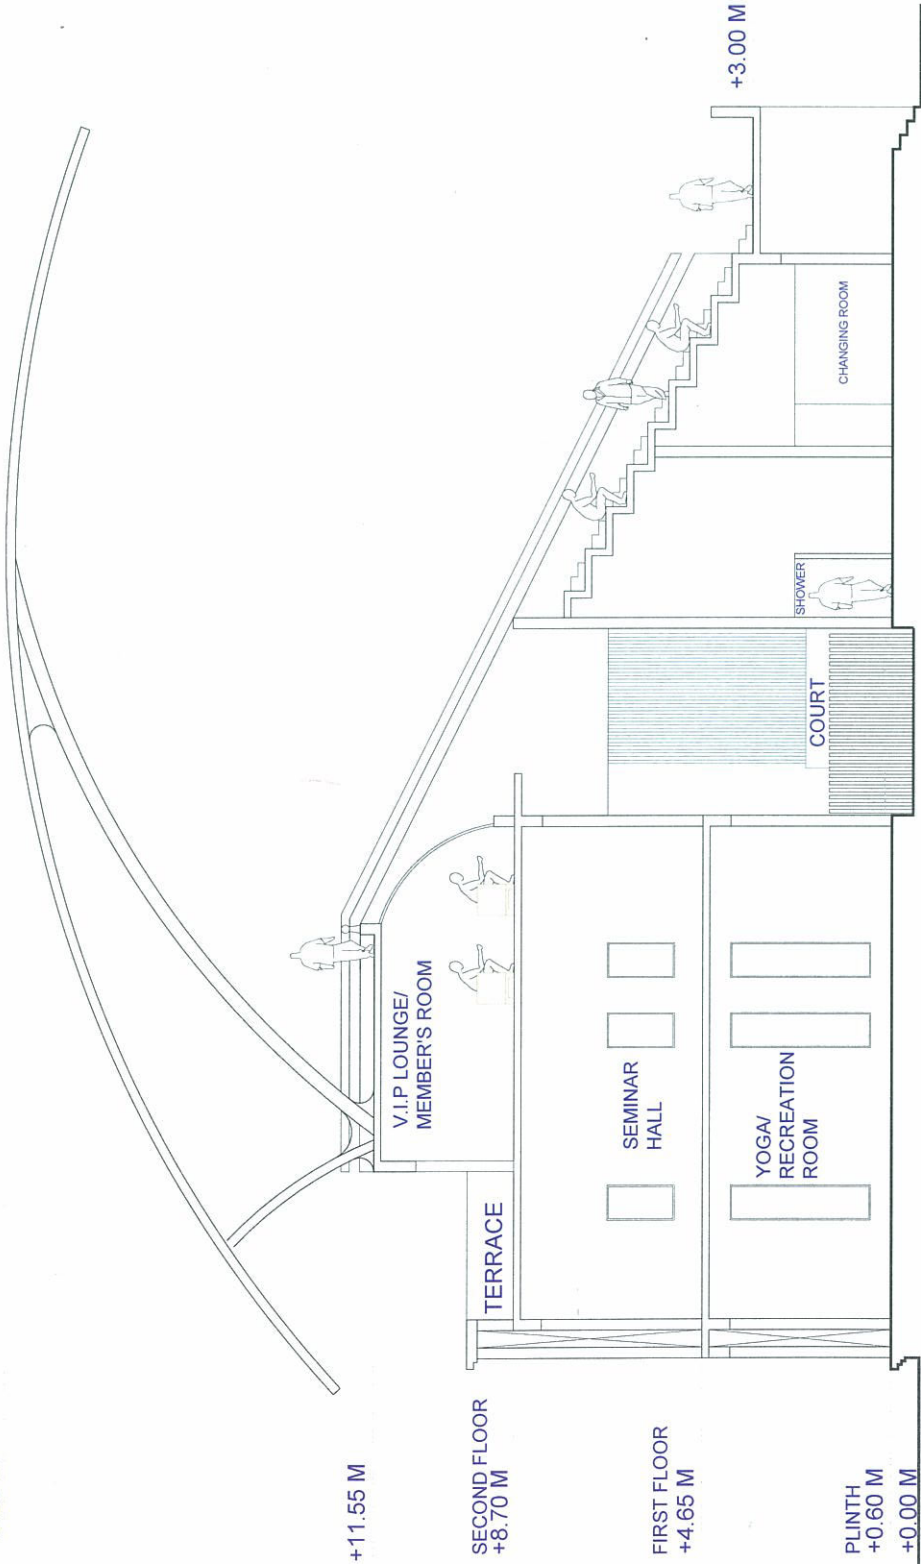 +11.55 M
SECOND FLOOR
+8.70 M
FIRST FLOOR
+4.65 M
PLINTH
+0.60 M
+0.00 M
TERRACE
V.I.P LOUNGE/
MEMBER'S ROOM
SEMINAR
HALL
YOGA/
RECREATION
ROOM
COURT
SHOWER
CHANGING ROOM
+3.00 M